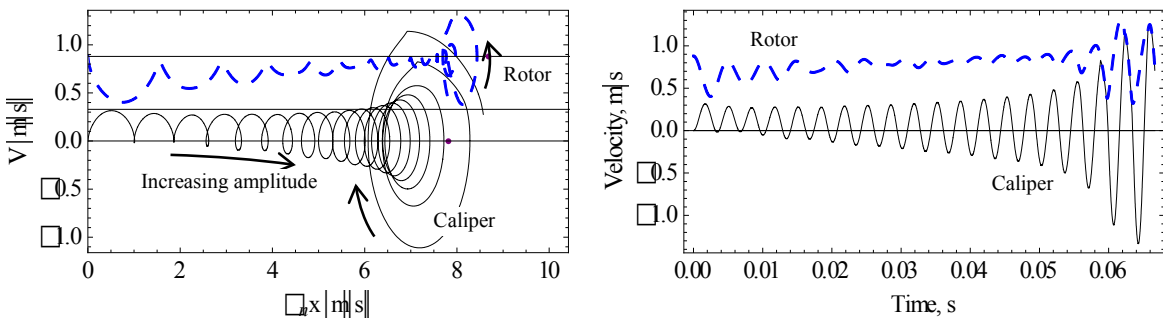 1.0
0.5
0.0
□0.5
□1.0
V |m|s||
0 2 4 6 8 10
□ₙx |m|s||
Rotor
Increasing amplitude
Caliper
1.0
0.5
0.0
□0.5
□1.0
Velocity, m|s
0.00 0.01 0.02 0.03 0.04 0.05 0.06
Time, s
Rotor
Caliper